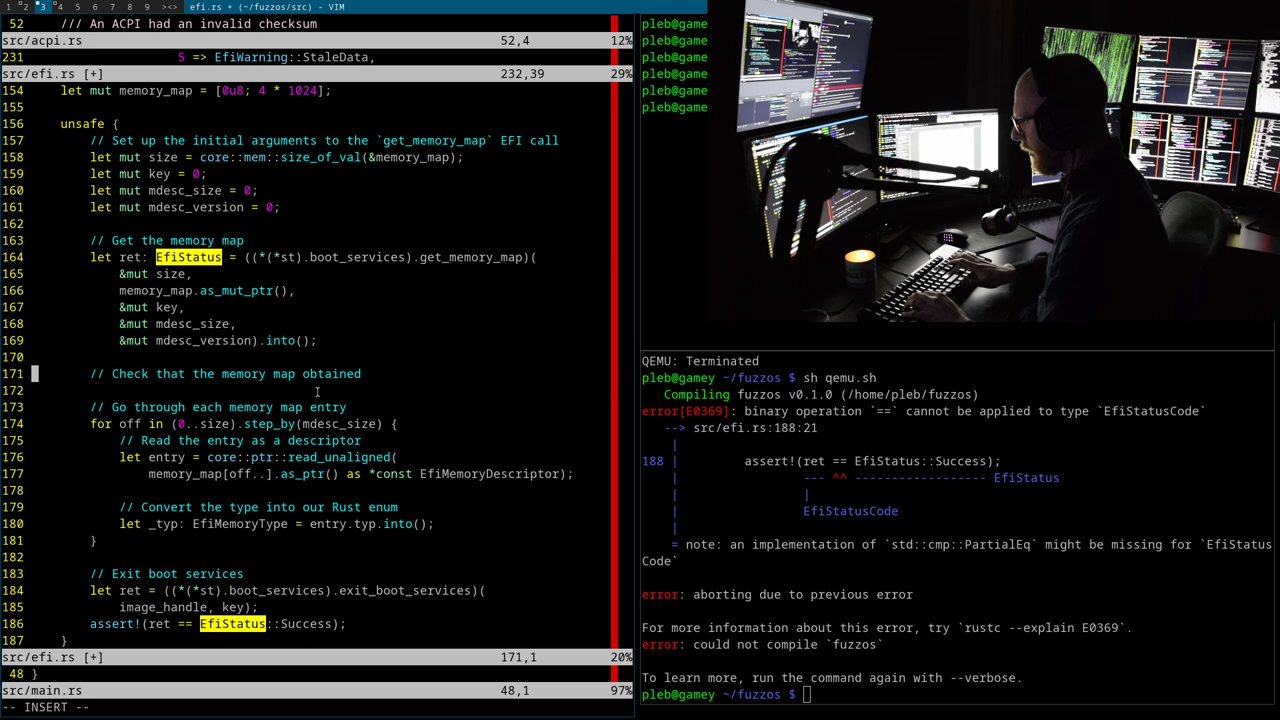 1 2 3 4 5 6 7 8 9 ><> efi.rs + (~/fuzzos/src) - VIM
52 /// An ACPI had an invalid checksum
src/acpi.rs 52,4 12%
231 5 => EfiWarning::StaleData,
src/efi.rs [+] 232,39 29%
154 let mut memory_map = [0u8; 4 * 1024];
155
156 unsafe {
157 // Set up the initial arguments to the `get_memory_map` EFI call
158 let mut size = core::mem::size_of_val(&memory_map);
159 let mut key = 0;
160 let mut mdesc_size = 0;
161 let mut mdesc_version = 0;
162
163 // Get the memory map
164 let ret: EfiStatus = ((*(*st).boot_services).get_memory_map)(
165 &mut size,
166 memory_map.as_mut_ptr(),
167 &mut key,
168 &mut mdesc_size,
169 &mut mdesc_version).into();
170
171 // Check that the memory map obtained
172
173 // Go through each memory map entry
174 for off in (0..size).step_by(mdesc_size) {
175 // Read the entry as a descriptor
176 let entry = core::ptr::read_unaligned(
177 memory_map[off..].as_ptr() as *const EfiMemoryDescriptor);
178
179 // Convert the type into our Rust enum
180 let _typ: EfiMemoryType = entry.typ.into();
181 }
182
183 // Exit boot services
184 let ret = ((*(*st).boot_services).exit_boot_services)(
185 image_handle, key);
186 assert!(ret == EfiStatus::Success);
187 }
src/efi.rs [+] 171,1 20%
48 }
src/main.rs 48,1 97%
-- INSERT --
pleb@game
pleb@game
pleb@game
pleb@game
pleb@game
pleb@game
QEMU: Terminated
pleb@gamey ~/fuzzos $ sh qemu.sh
Compiling fuzzos v0.1.0 (/home/pleb/fuzzos)
error[E0369]: binary operation `==` cannot be applied to type `EfiStatusCode`
--> src/efi.rs:188:21
|
188 | assert!(ret == EfiStatus::Success);
| --- ^^ ------------------ EfiStatus
| |
| EfiStatusCode
|
= note: an implementation of `std::cmp::PartialEq` might be missing for `EfiStatus
Code`
error: aborting due to previous error
For more information about this error, try `rustc --explain E0369`.
error: could not compile `fuzzos`
To learn more, run the command again with --verbose.
pleb@gamey ~/fuzzos $